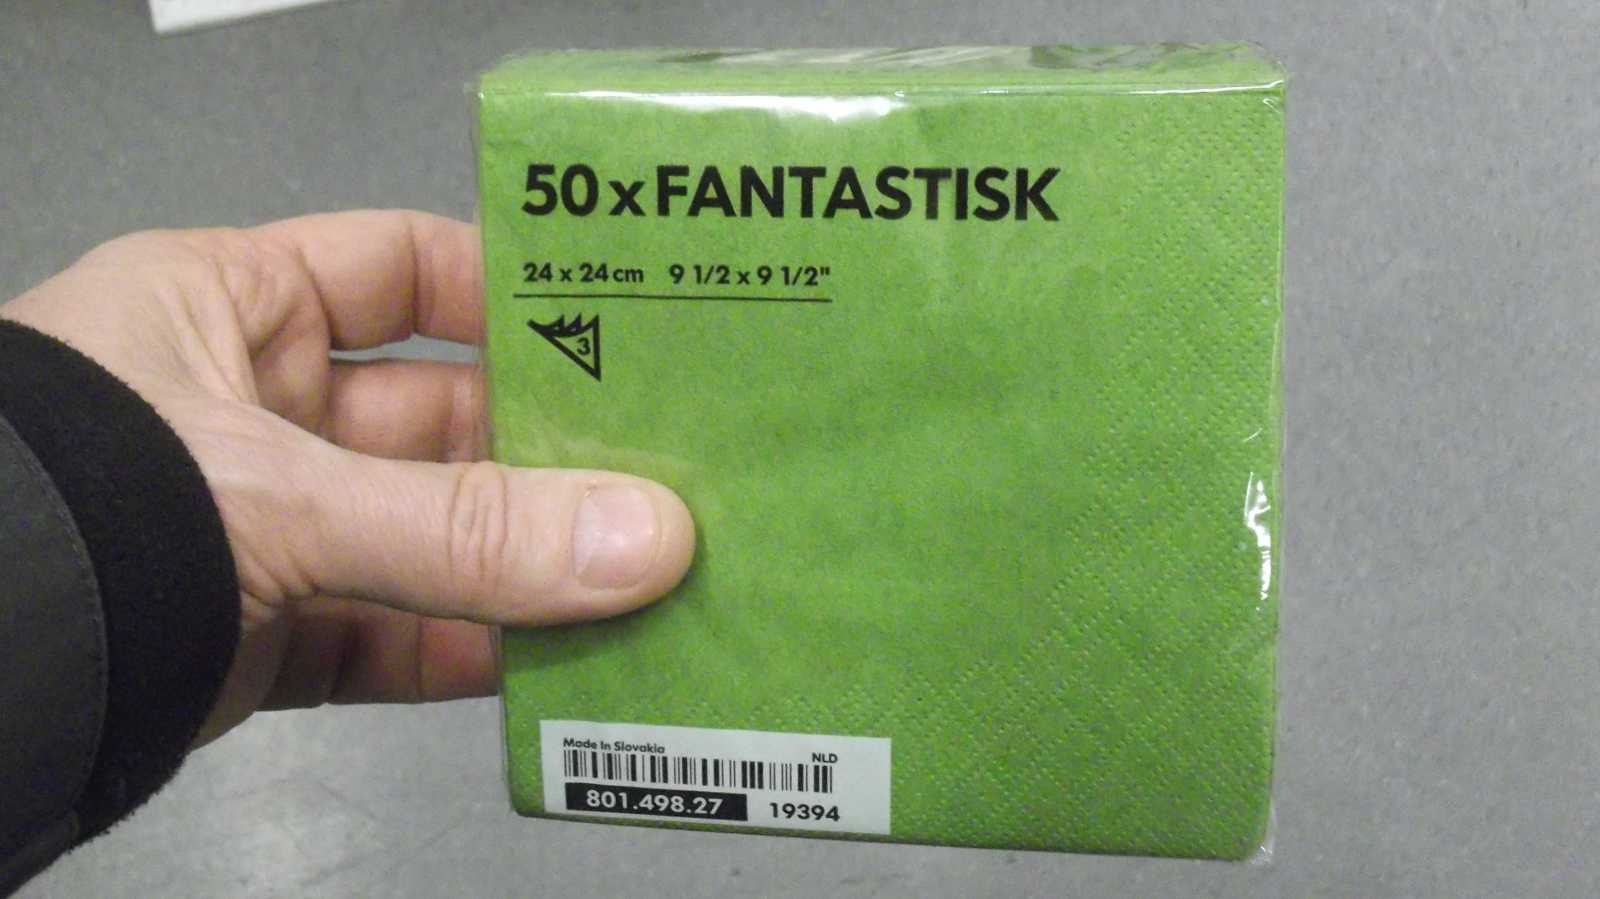 50 x FANTASTISK
24 x 24 cm 9 1/2 x 9 1/2"
3
Made in Slovakia
NLD
801.498.27 19394